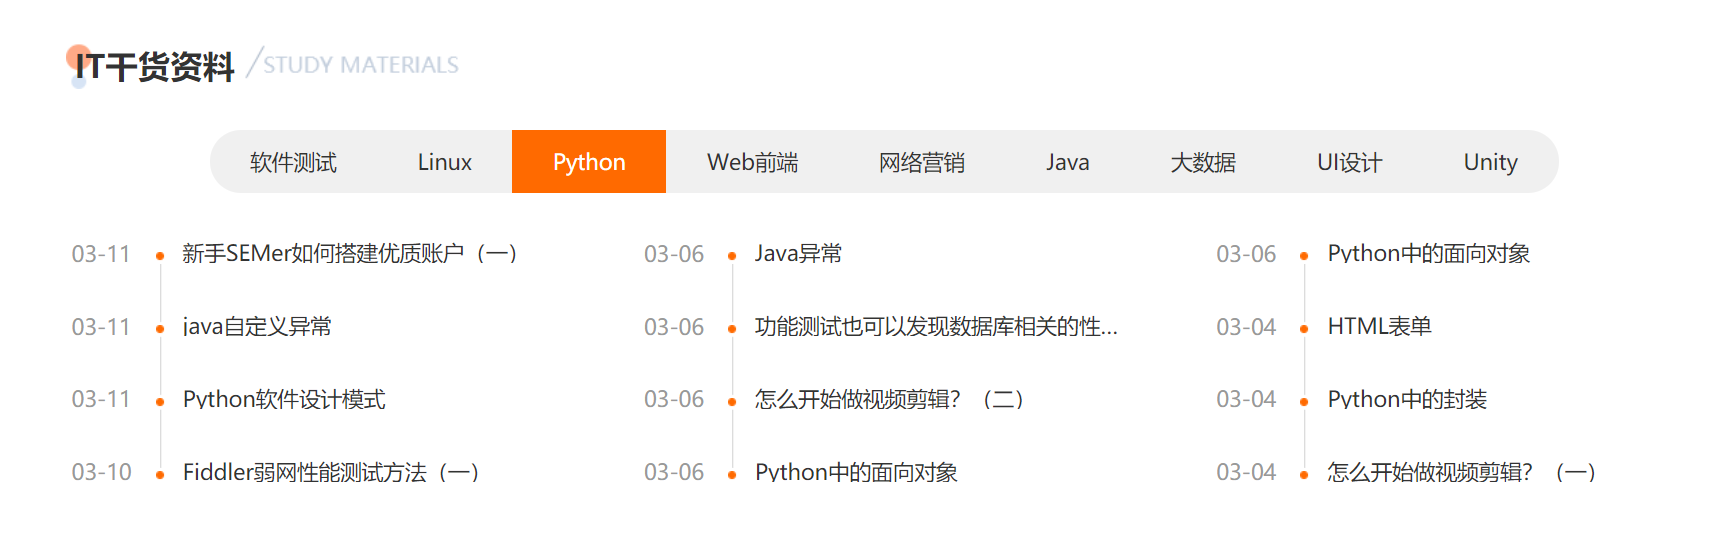 IT干货资料 /STUDY MATERIALS
软件测试 Linux Python Web前端 网络营销 Java 大数据 UI设计 Unity
03-11 新手SEMer如何搭建优质账户（一）
03-11 java自定义异常
03-11 Python软件设计模式
03-10 Fiddler弱网性能测试方法（一）
03-06 Java异常
03-06 功能测试也可以发现数据库相关的性...
03-06 怎么开始做视频剪辑？（二）
03-06 Python中的面向对象
03-06 Python中的面向对象
03-04 HTML表单
03-04 Python中的封装
03-04 怎么开始做视频剪辑？（一）